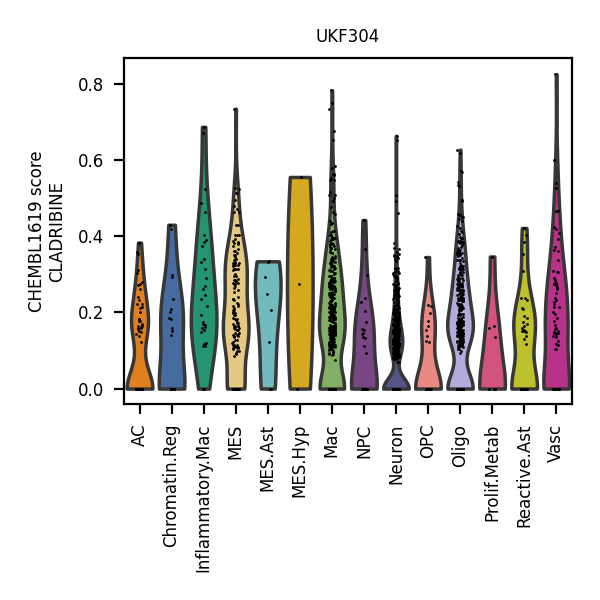 UKF304
CHEMBL1619 score
CLADRIBINE
0.8
0.6
0.4
0.2
0.0
AC
Chromatin.Reg
Inflammatory.Mac
MES
MES.Ast
MES.Hyp
Mac
NPC
Neuron
OPC
Oligo
Prolif.Metab
Reactive.Ast
Vasc